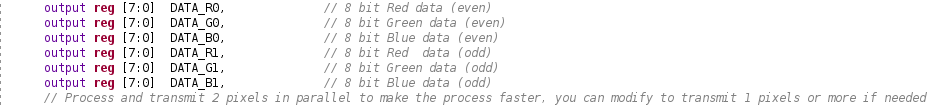 output reg [7:0]  DATA_R0,              // 8 bit Red data (even)
output reg [7:0]  DATA_G0,              // 8 bit Green data (even)
output reg [7:0]  DATA_B0,              // 8 bit Blue data (even)
output reg [7:0]  DATA_R1,              // 8 bit Red  data (odd)
output reg [7:0]  DATA_G1,              // 8 bit Green data (odd)
output reg [7:0]  DATA_B1,              // 8 bit Blue data (odd)
// Process and transmit 2 pixels in parallel to make the process faster, you can modify to transmit 1 pixels or more if needed